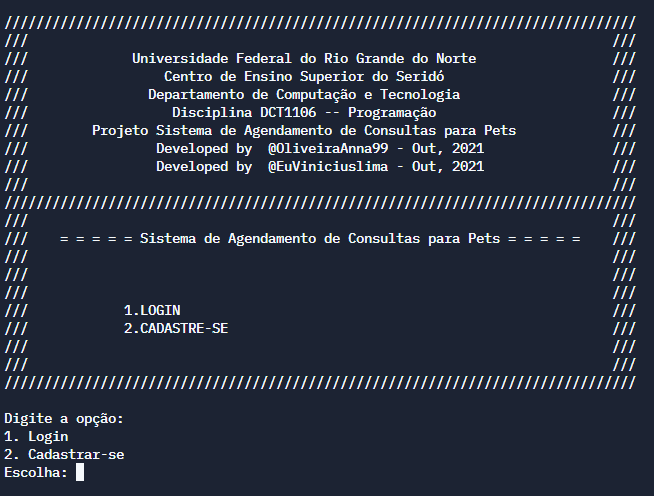 ///////////////////////////////////////////////////////////////////////////////
/// ///
/// Universidade Federal do Rio Grande do Norte ///
/// Centro de Ensino Superior do Seridó ///
/// Departamento de Computação e Tecnologia ///
/// Disciplina DCT1106 -- Programação ///
/// Projeto Sistema de Agendamento de Consultas para Pets ///
/// Developed by  @OliveiraAnna99 - Out, 2021 ///
/// Developed by  @EuViniciuslima - Out, 2021 ///
/// ///
///////////////////////////////////////////////////////////////////////////////
/// ///
/// = = = = = Sistema de Agendamento de Consultas para Pets = = = = = ///
/// ///
/// ///
/// ///
/// 1.LOGIN ///
/// 2.CADASTRE-SE ///
/// ///
/// ///
///////////////////////////////////////////////////////////////////////////////
Digite a opção:
1. Login
2. Cadastrar-se
Escolha: